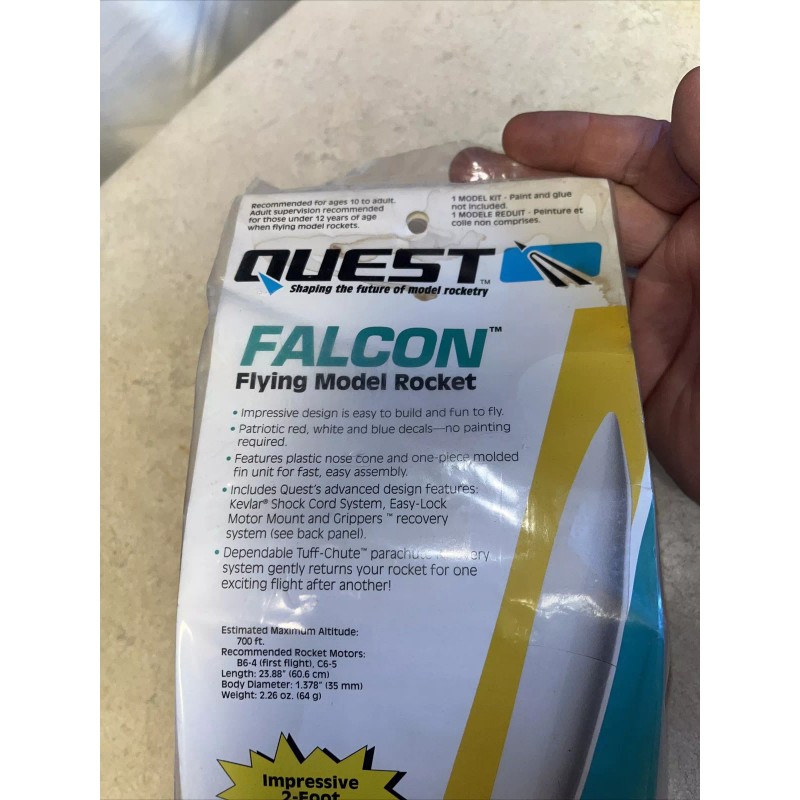 Recommended for ages 10 to adult.
Adult supervision recommended
for those under 12 years of age
when flying model rockets.
1 MODEL KIT - Paint and glue
not included.
1 MODELE REDUIT - Peinture et
colle non comprises.
QUEST™
Shaping the future of model rocketry
FALCON™
Flying Model Rocket
• Impressive design is easy to build and fun to fly.
• Patriotic red, white and blue decals—no painting
required.
• Features plastic nose cone and one-piece molded
fin unit for fast, easy assembly.
• Includes Quest's advanced design features:
Kevlar® Shock Cord System, Easy-Lock
Motor Mount and Grippers™ recovery
system (see back panel).
• Dependable Tuff-Chute™ parachute
system gently returns your rocket for one
exciting flight after another!
Estimated Maximum Altitude:
700 ft.
Recommended Rocket Motors:
B6-4 (first flight), C6-5
Length: 23.88" (60.6 cm)
Body Diameter: 1.378" (35 mm)
Weight: 2.26 oz. (64 g)
Impressive
2-Foot